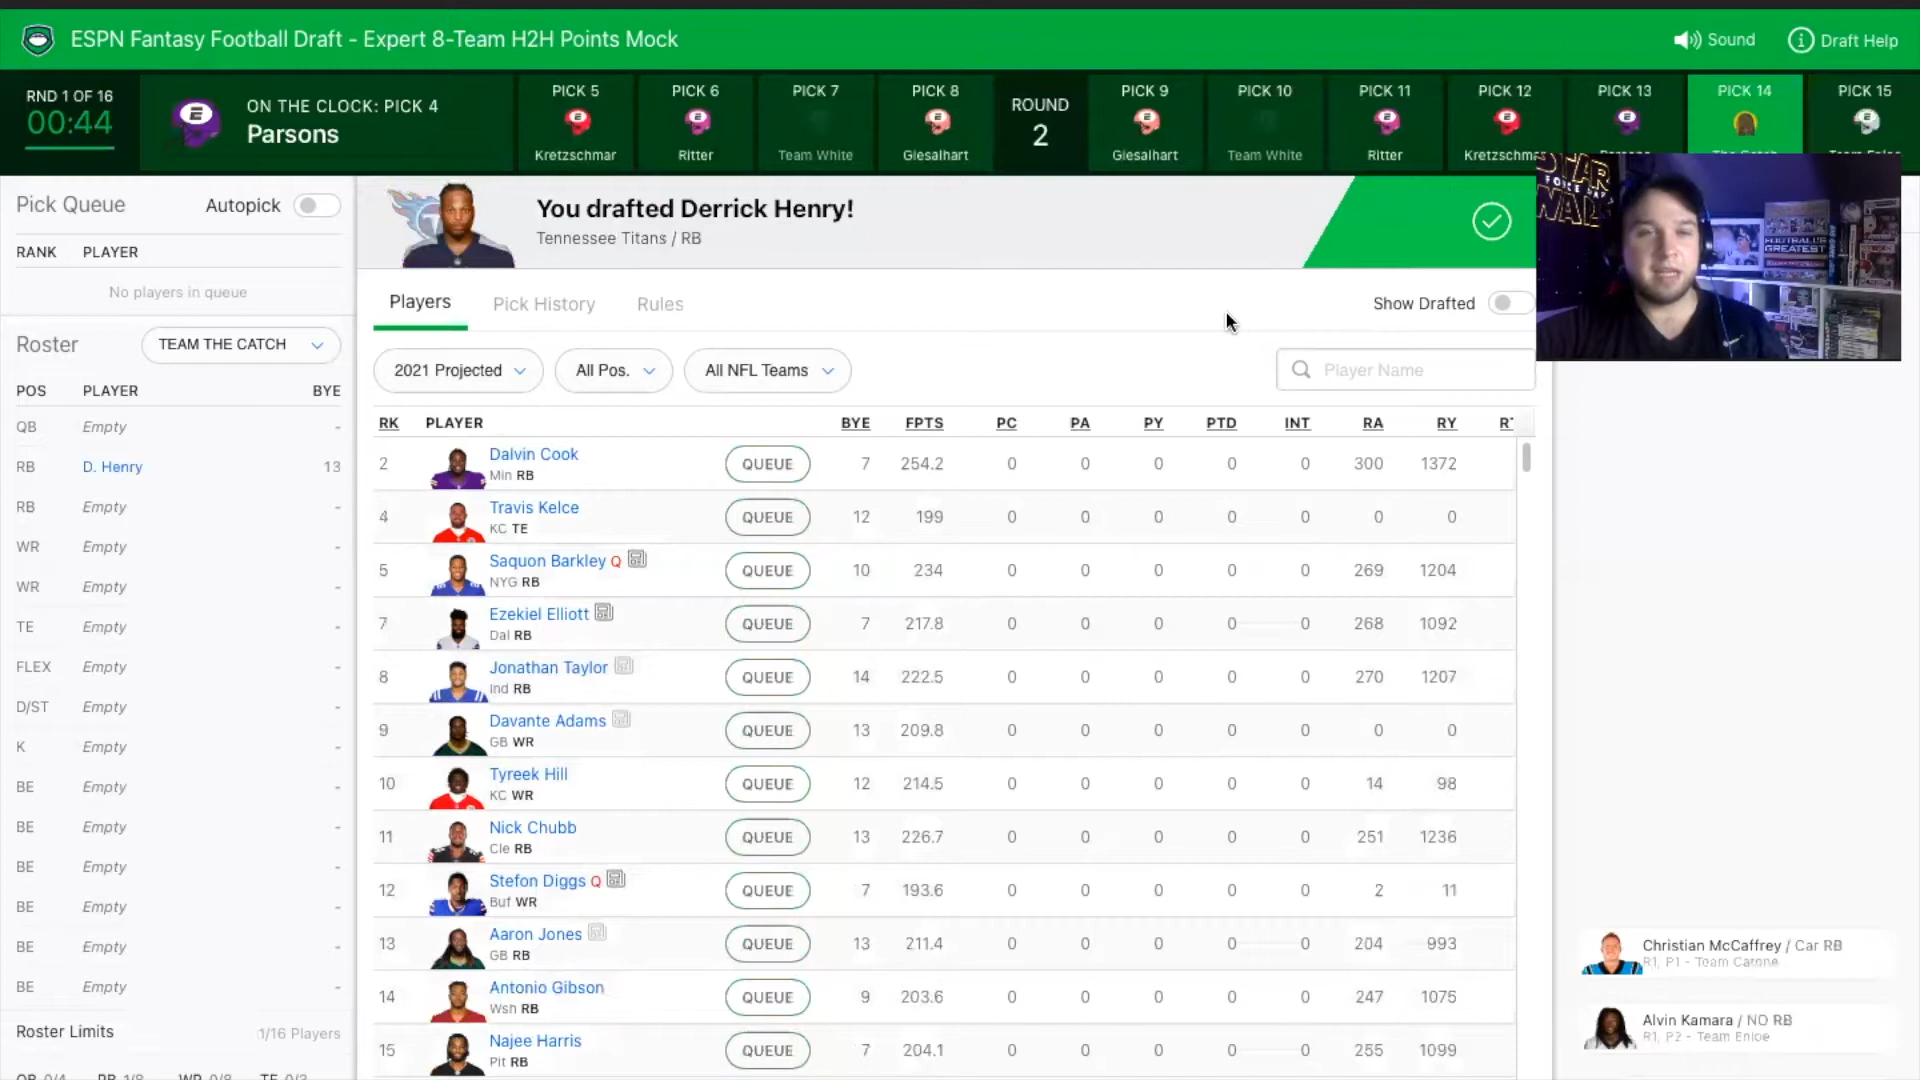 ESPN Fantasy Football Draft - Expert 8-Team H2H Points Mock
Sound
Draft Help
RND 1 OF 16
00:44
ON THE CLOCK: PICK 4
Parsons
PICK 5
Kretzschmar
PICK 6
Ritter
PICK 7
Team White
PICK 8
Giesalhart
ROUND
2
PICK 9
Giesalhart
PICK 10
Team White
PICK 11
Ritter
PICK 12
Kretzschmar
PICK 13
PICK 14
PICK 15
Pick Queue
Autopick
RANK PLAYER
No players in queue
Roster
TEAM THE CATCH
POS PLAYER BYE
QB Empty -
RB D. Henry 13
RB Empty -
WR Empty -
WR Empty -
TE Empty -
FLEX Empty -
D/ST Empty -
K Empty -
BE Empty -
BE Empty -
BE Empty -
BE Empty -
BE Empty -
BE Empty -
Roster Limits 1/16 Players
You drafted Derrick Henry!
Tennessee Titans / RB
Players
Pick History
Rules
Show Drafted
2021 Projected
All Pos.
All NFL Teams
Player Name
RK PLAYER BYE FPTS PC PA PY PTD INT RA RY
2 Dalvin Cook Min RB QUEUE 7 254.2 0 0 0 0 0 300 1372
4 Travis Kelce KC TE QUEUE 12 199 0 0 0 0 0 0 0
5 Saquon Barkley Q NYG RB QUEUE 10 234 0 0 0 0 0 269 1204
7 Ezekiel Elliott Dal RB QUEUE 7 217.8 0 0 0 0 0 268 1092
8 Jonathan Taylor Ind RB QUEUE 14 222.5 0 0 0 0 0 270 1207
9 Davante Adams GB WR QUEUE 13 209.8 0 0 0 0 0 0 0
10 Tyreek Hill KC WR QUEUE 12 214.5 0 0 0 0 0 14 98
11 Nick Chubb Cle RB QUEUE 13 226.7 0 0 0 0 0 251 1236
12 Stefon Diggs Q Buf WR QUEUE 7 193.6 0 0 0 0 0 2 11
13 Aaron Jones GB RB QUEUE 13 211.4 0 0 0 0 0 204 993
14 Antonio Gibson Wsh RB QUEUE 9 203.6 0 0 0 0 0 247 1075
15 Najee Harris Pit RB QUEUE 7 204.1 0 0 0 0 0 255 1099
STAR
WARS
FOOTBALL'S
GREATEST
Christian McCaffrey / Car RB
R1, P1 - Team Carone
Alvin Kamara / NO RB
R1, P2 - Team Enloe